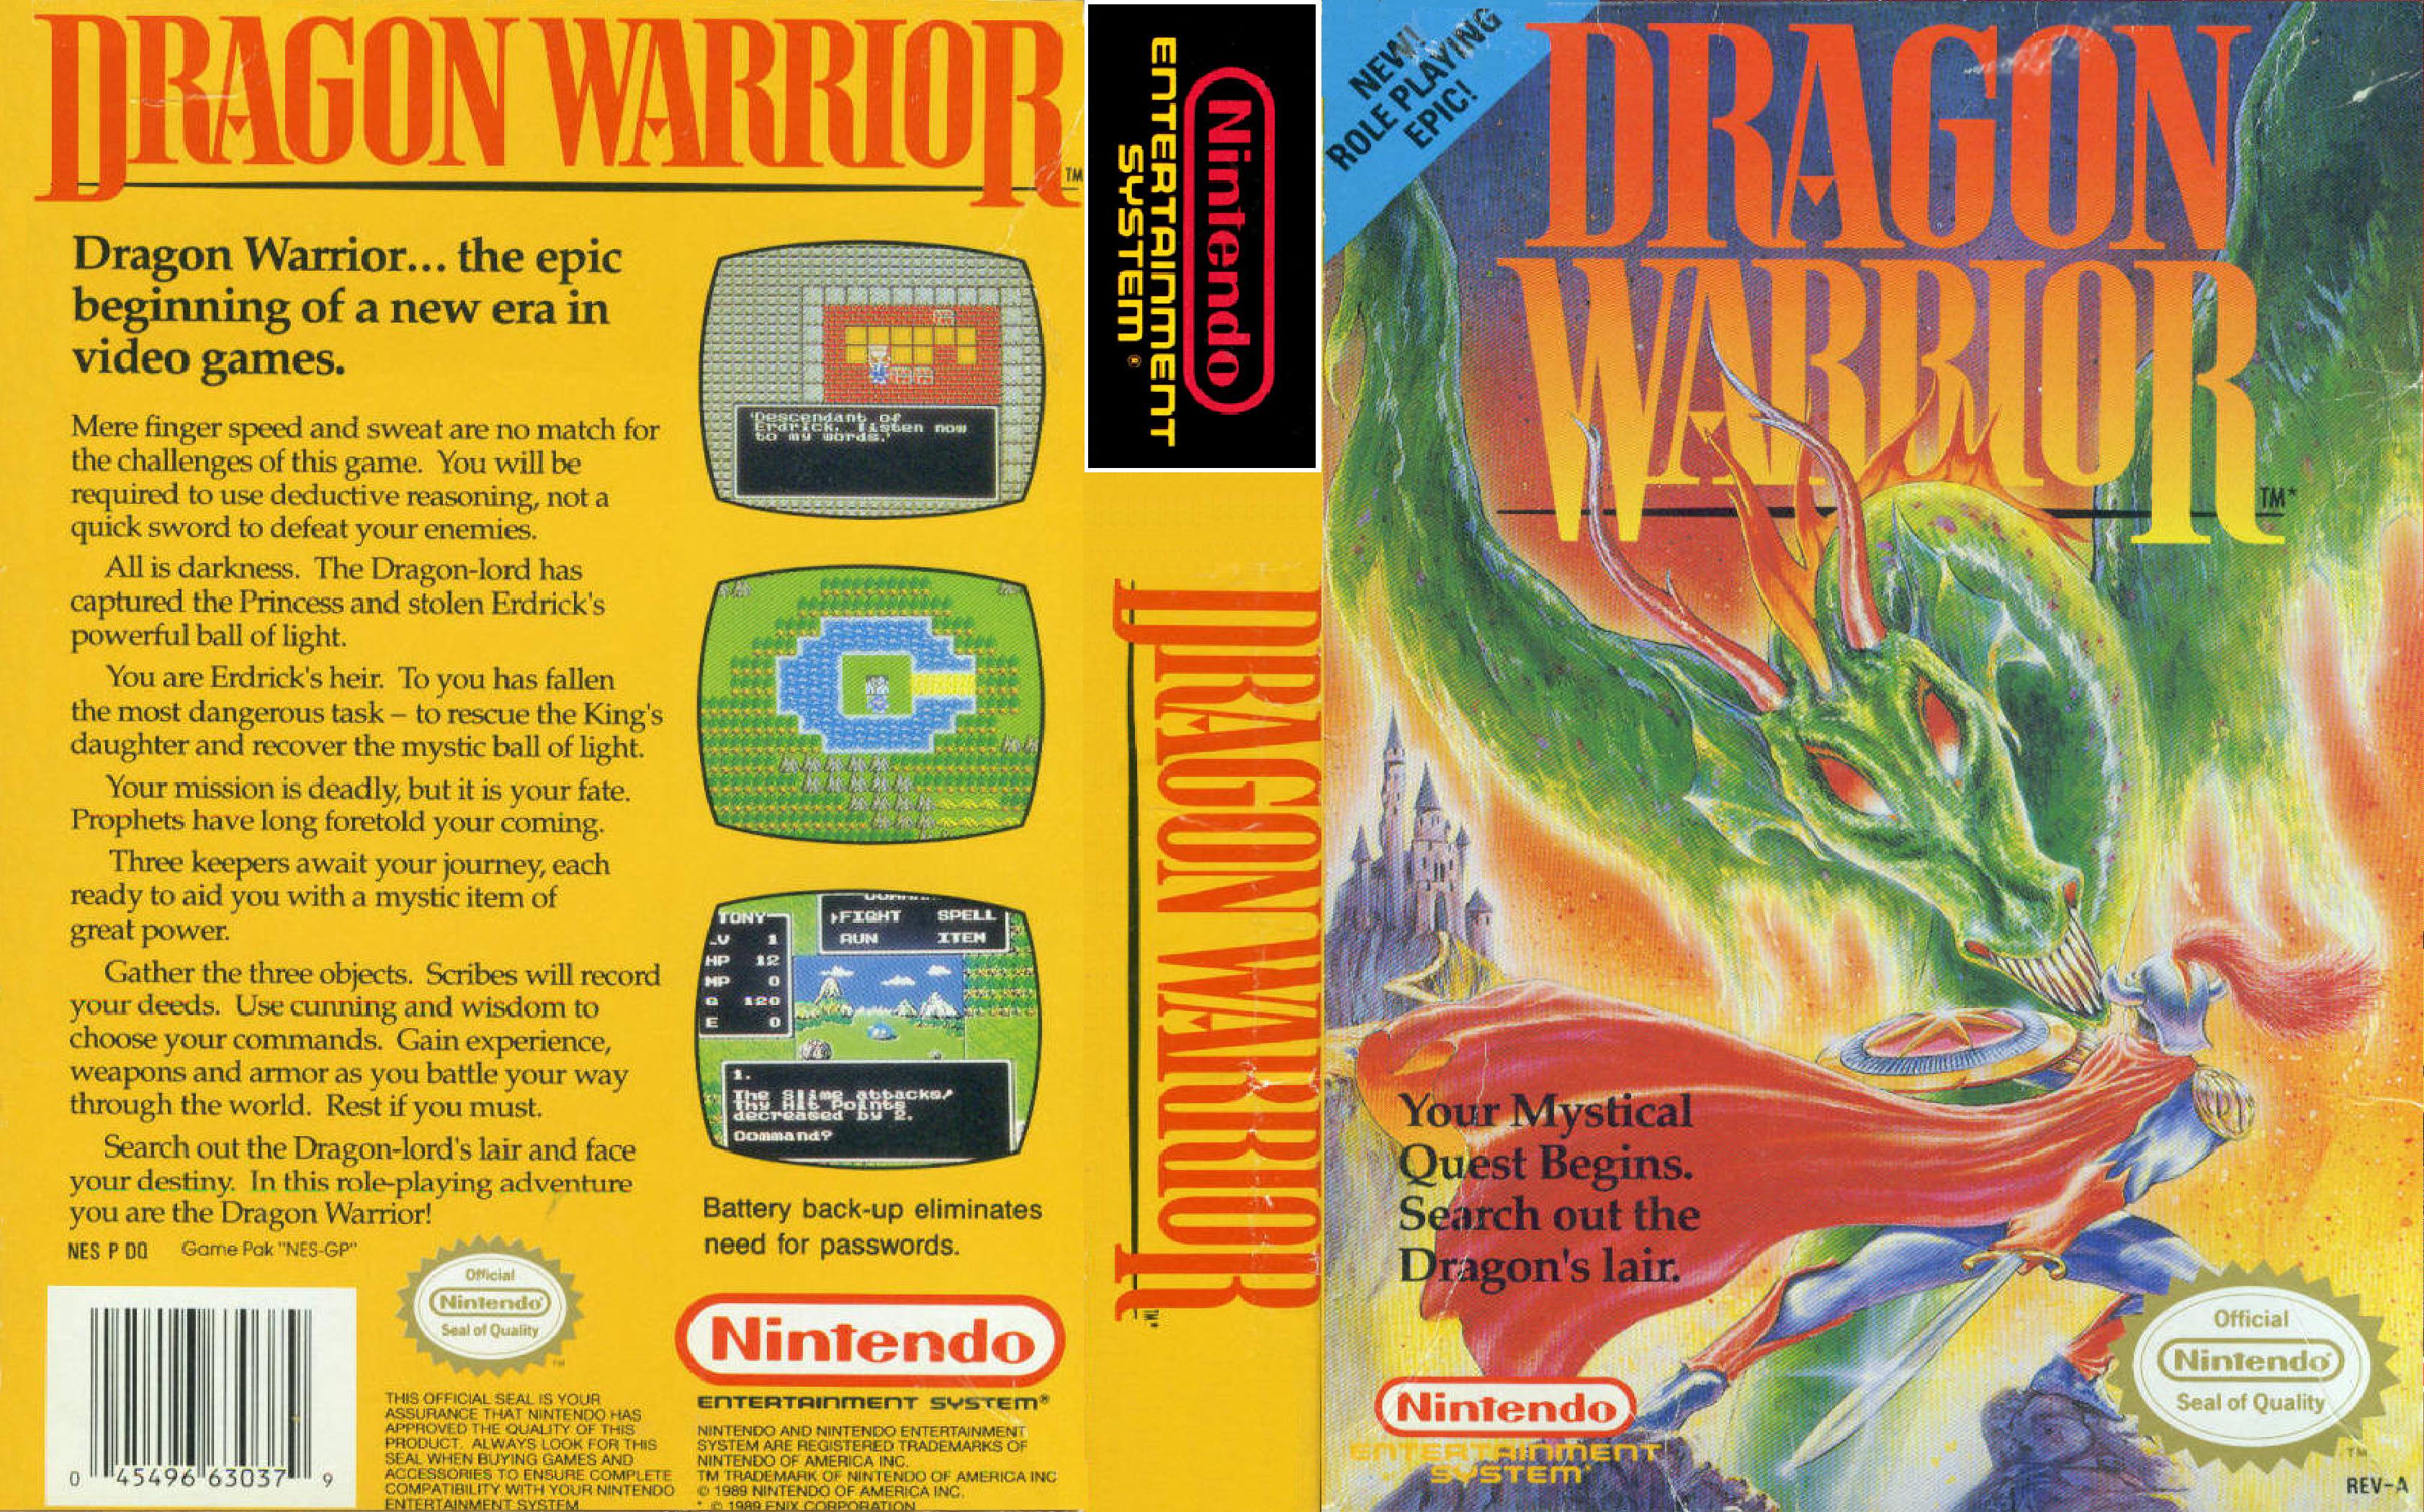 DRAGON WARRIOR
TM
Dragon Warrior... the epic
beginning of a new era in
video games.
Mere finger speed and sweat are no match for
the challenges of this game. You will be
required to use deductive reasoning, not a
quick sword to defeat your enemies.
All is darkness. The Dragon-lord has
captured the Princess and stolen Erdrick's
powerful ball of light.
You are Erdrick's heir. To you has fallen
the most dangerous task – to rescue the King's
daughter and recover the mystic ball of light.
Your mission is deadly, but it is your fate.
Prophets have long foretold your coming.
Three keepers await your journey, each
ready to aid you with a mystic item of
great power.
Gather the three objects. Scribes will record
your deeds. Use cunning and wisdom to
choose your commands. Gain experience,
weapons and armor as you battle your way
through the world. Rest if you must.
Search out the Dragon-lord's lair and face
your destiny. In this role-playing adventure
you are the Dragon Warrior!
NES P DQ Game Pak "NES-GP"
0 45496 63037 9
Official
Nintendo
Seal of Quality
TM
THIS OFFICIAL SEAL IS YOUR
ASSURANCE THAT NINTENDO HAS
APPROVED THE QUALITY OF THIS
PRODUCT. ALWAYS LOOK FOR THIS
SEAL WHEN BUYING GAMES AND
ACCESSORIES TO ENSURE COMPLETE
COMPATIBILITY WITH YOUR NINTENDO
ENTERTAINMENT SYSTEM
'Descendant of
Erdrick, listen now
to my words.'
TONY
LV 1
HP 12
MP 0
G 120
E 0
FIGHT SPELL
RUN ITEM
1.
The Slime attacks!
Thy Hit Points
decreased by 2.
Command?
Battery back-up eliminates
need for passwords.
Nintendo
ENTERTAINMENT SYSTEM®
NINTENDO AND NINTENDO ENTERTAINMENT
SYSTEM ARE REGISTERED TRADEMARKS OF
NINTENDO OF AMERICA INC.
TM TRADEMARK OF NINTENDO OF AMERICA INC
© 1989 NINTENDO OF AMERICA INC.
* © 1989 ENIX CORPORATION
Nintendo
ENTERTAINMENT
SYSTEM®
DRAGON WARRIOR
TM*
NEW!
ROLE PLAYING
EPIC!
DRAGON
WARRIOR
TM*
Your Mystical
Quest Begins.
Search out the
Dragon's lair.
Nintendo
ENTERTAINMENT
SYSTEM
Official
Nintendo
Seal of Quality
TM
REV-A